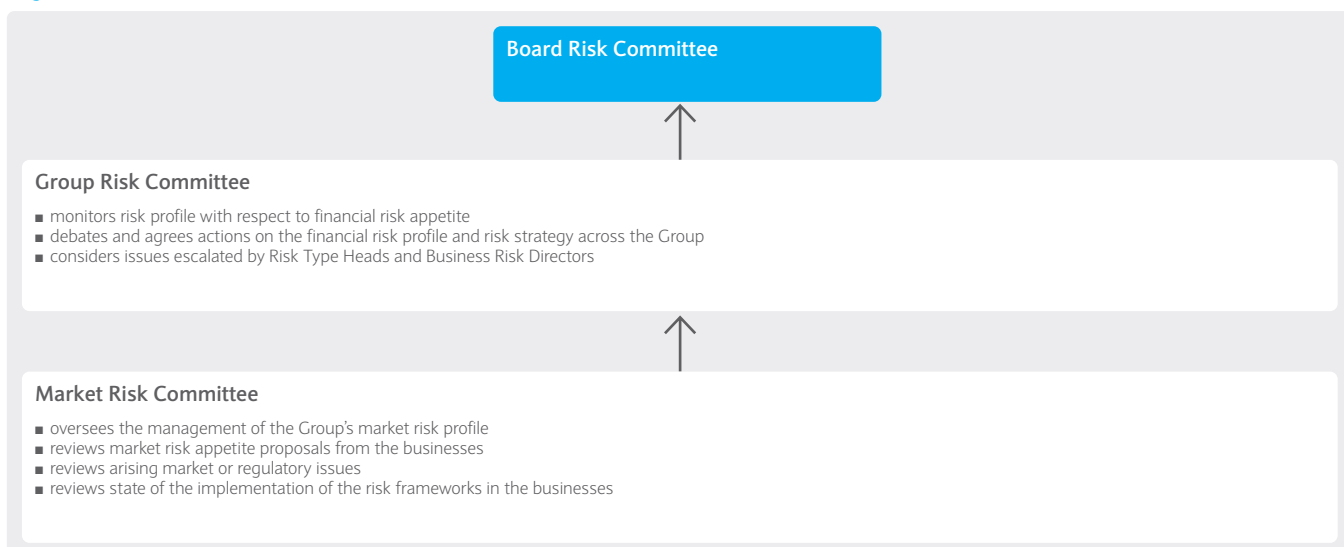 Board Risk Committee
Group Risk Committee
■ monitors risk profile with respect to financial risk appetite
■ debates and agrees actions on the financial risk profile and risk strategy across the Group
■ considers issues escalated by Risk Type Heads and Business Risk Directors
Market Risk Committee
■ oversees the management of the Group’s market risk profile
■ reviews market risk appetite proposals from the businesses
■ reviews arising market or regulatory issues
■ reviews state of the implementation of the risk frameworks in the businesses